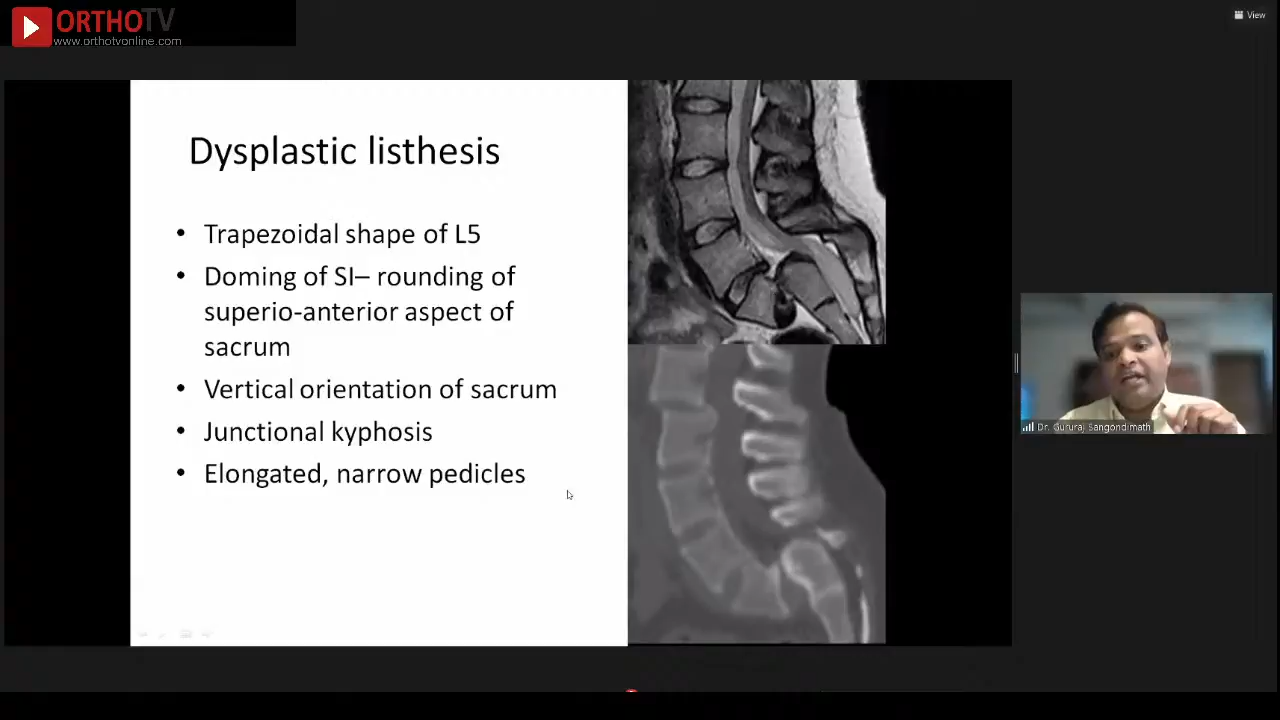 ORTHOTV
www.orthotvonline.com
View
Dysplastic listhesis
• Trapezoidal shape of L5
• Doming of SI– rounding of
superio-anterior aspect of
sacrum
• Vertical orientation of sacrum
• Junctional kyphosis
• Elongated, narrow pedicles
Dr. Gururaj Sangondimath